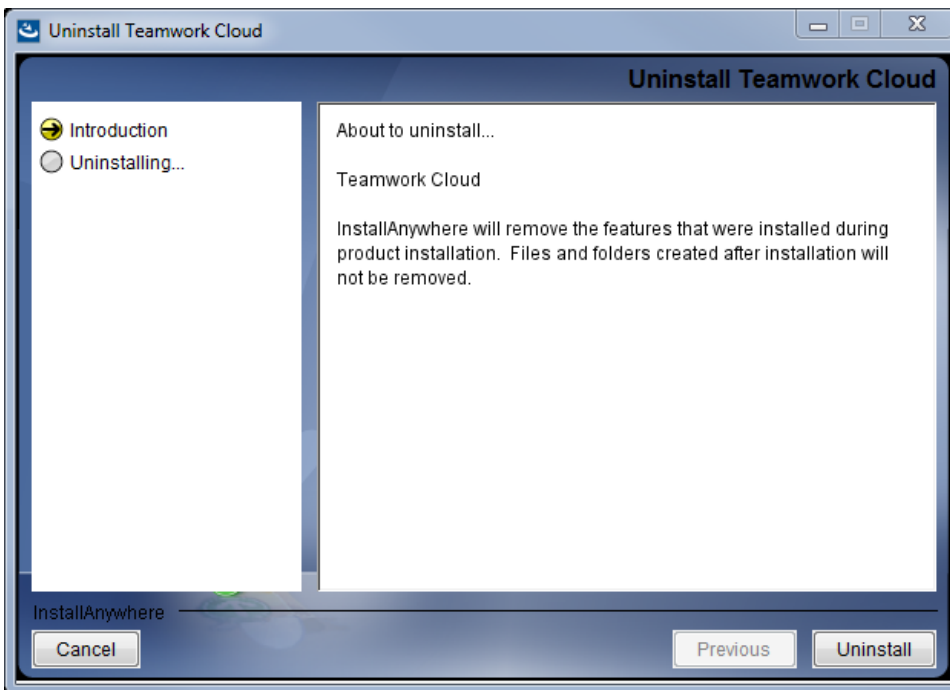 Uninstall Teamwork Cloud
Uninstall Teamwork Cloud
Introduction
Uninstalling...
About to uninstall...
Teamwork Cloud
InstallAnywhere will remove the features that were installed during
product installation.  Files and folders created after installation will
not be removed.
InstallAnywhere
Cancel
Previous
Uninstall